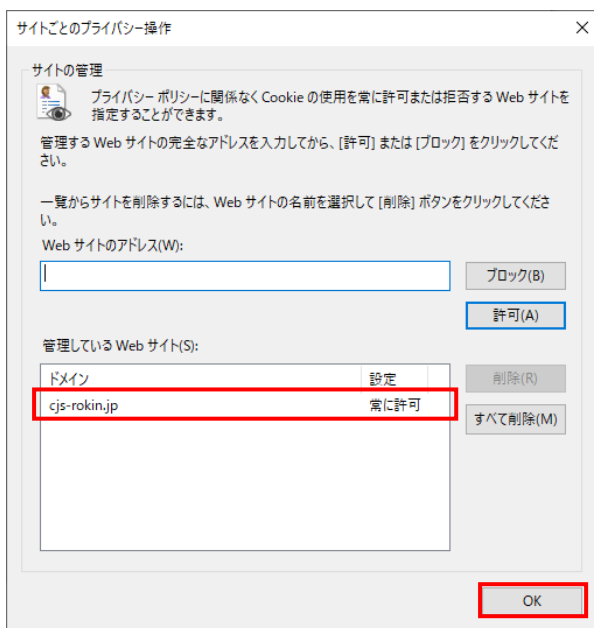 サイトごとのプライバシー操作
サイトの管理
プライバシー ポリシーに関係なく Cookie の使用を常に許可または拒否する Web サイトを
指定することができます。
管理する Web サイトの完全なアドレスを入力してから、[許可] または [ブロック] をクリックしてくだ
さい。
一覧からサイトを削除するには、Web サイトの名前を選択して [削除] ボタンをクリックしてくださ
い。
Web サイトのアドレス(W):
ブロック(B)
許可(A)
管理している Web サイト(S):
ドメイン 設定
削除(R)
cjs-rokin.jp 常に許可
すべて削除(M)
OK